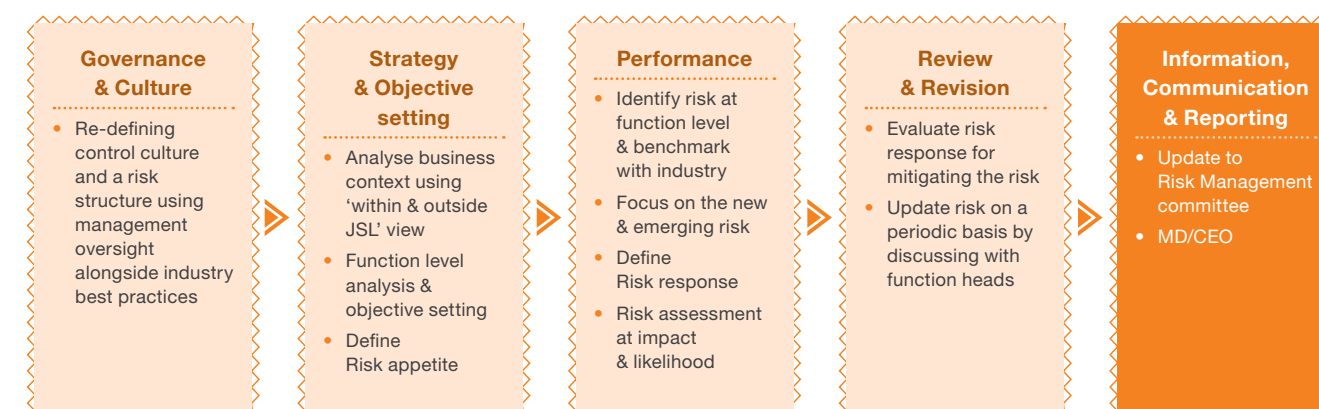 Governance
& Culture
• Re-defining
control culture
and a risk
structure using
management
oversight
alongside industry
best practices
Strategy
& Objective
setting
• Analyse business
context using
‘within & outside
JSL’ view
• Function level
analysis &
objective setting
• Define
Risk appetite
Performance
• Identify risk at
function level
& benchmark
with industry
• Focus on the new
& emerging risk
• Define
Risk response
• Risk assessment
at impact
& likelihood
Review
& Revision
• Evaluate risk
response for
mitigating the risk
• Update risk on a
periodic basis by
discussing with
function heads
Information,
Communication
& Reporting
• Update to
Risk Management
committee
• MD/CEO